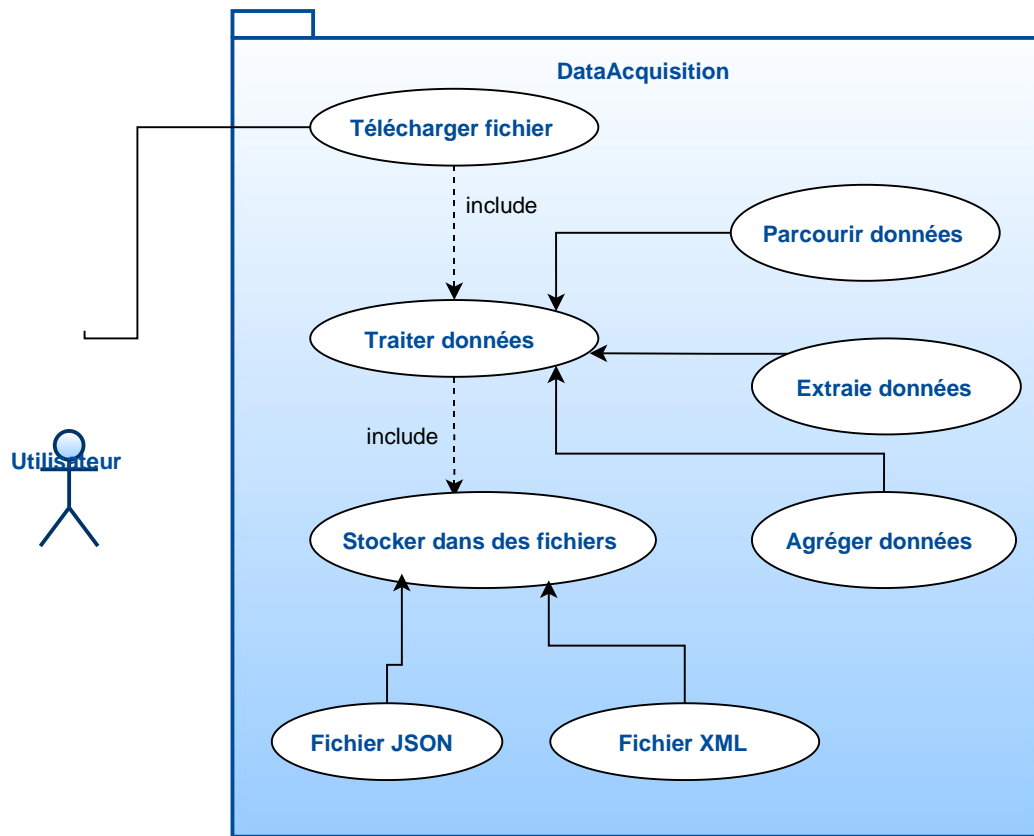 DataAcquisition
Télécharger fichier
include
Parcourir données
Traiter données
Extraie données
include
Utilisateur
Stocker dans des fichiers
Agréger données
Fichier JSON
Fichier XML